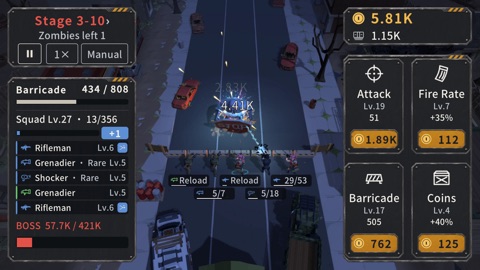 Stage 3-10›
Zombies left 1
1× Manual
Barricade 434 / 808
Squad Lv.27 • 13/356
+1
Rifleman Lv.6
Grenadier • Rare Lv.5
Shocker • Rare Lv.5
Grenadier Lv.5
Rifleman Lv.6
BOSS 57.7K / 421K
4.41K
Reload Reload 29/53
5/7 5/18
5.81K
1.15K
Attack
Lv.19
51
1.89K
Fire Rate
Lv.7
+35%
112
Barricade
Lv.17
505
762
Coins
Lv.4
+40%
125